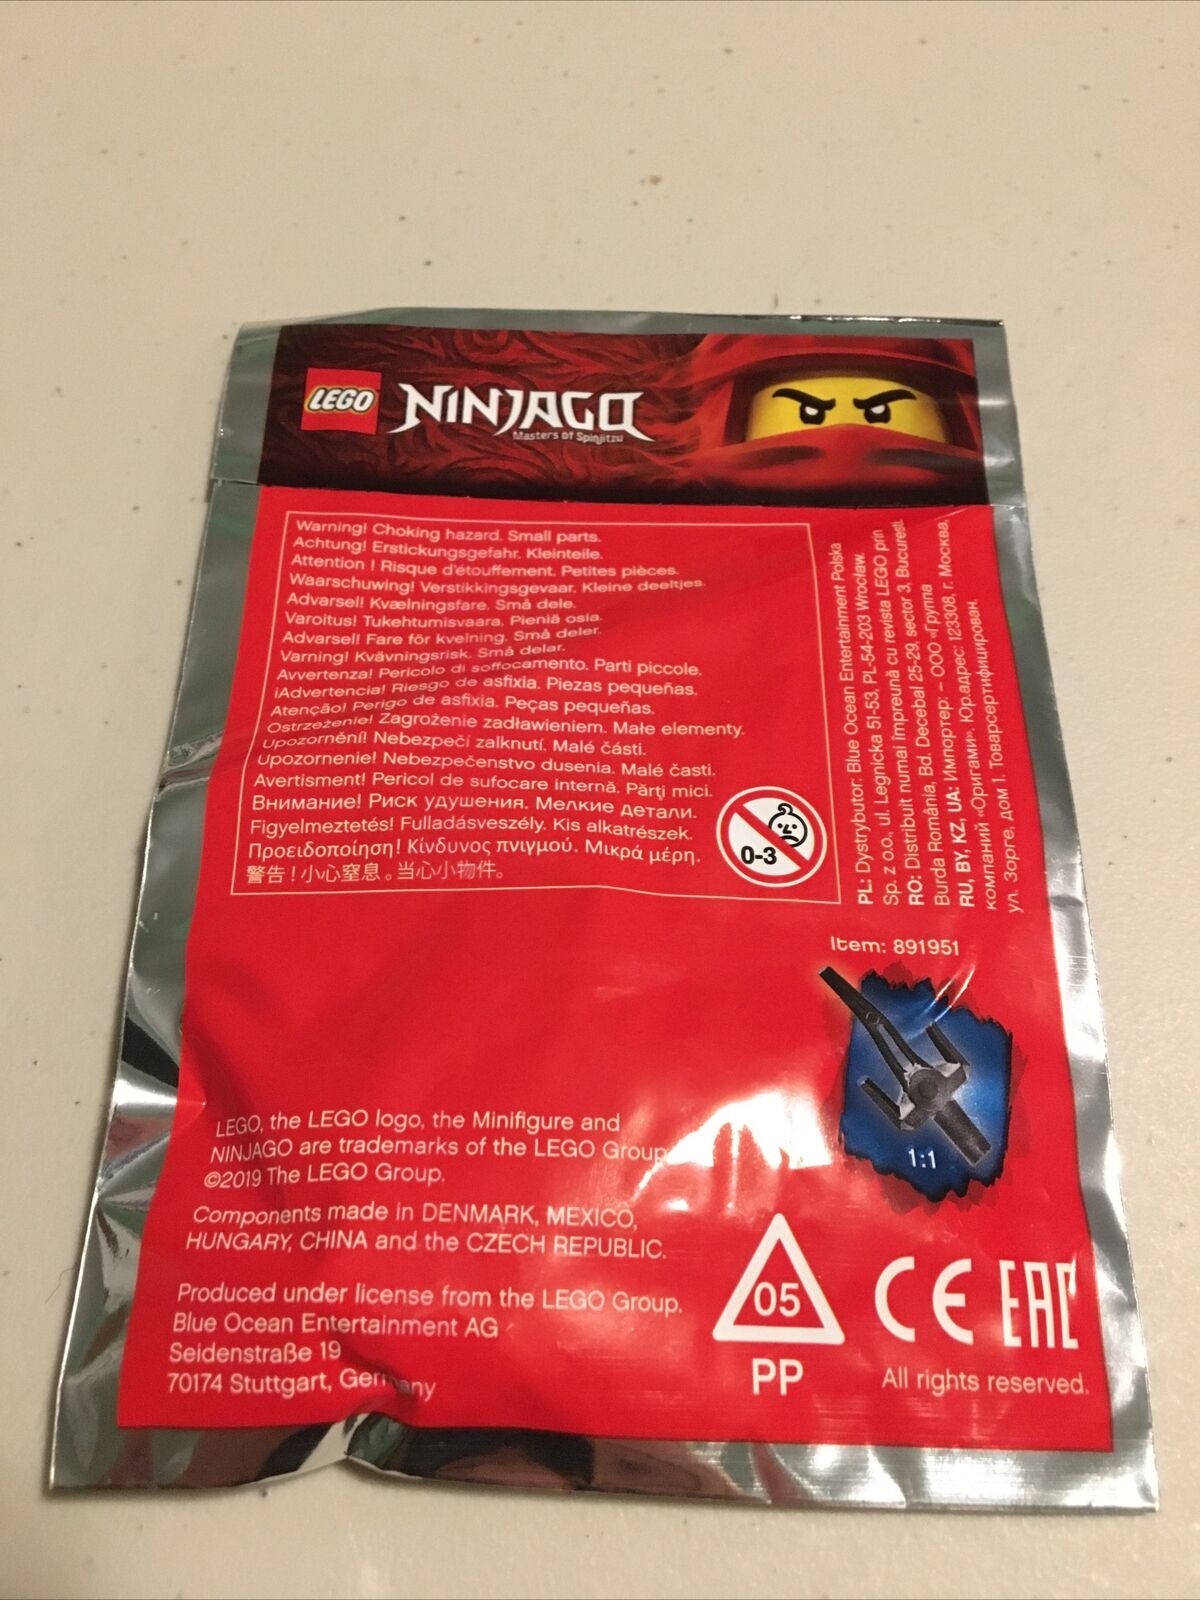 LEGO NINJAGO
Masters of Spinjitzu
Warning! Choking hazard. Small parts.
Achtung! Erstickungsgefahr. Kleinteile.
Attention ! Risque d'étouffement. Petites pièces.
Waarschuwing! Verstikkingsgevaar. Kleine deeltjes.
Advarsel! Kvælningsfare. Små dele.
Varoitus! Tukehtumisvaara. Pieniä osia.
Advarsel! Fare för kvelning. Små deler.
Varning! Kvävningsrisk. Små delar.
Avvertenza! Pericolo di soffocamento. Parti piccole.
¡Advertencia! Riesgo de asfixia. Piezas pequeñas.
Atenção! Perigo de asfixia. Peças pequeñas.
Ostrzeżenie! Zagrożenie zadławieniem. Małe elementy.
Upozornění! Nebezpečí zalknutí. Malé části.
Upozornenie! Nebezpečenstvo dusenia. Malé časti.
Avertisment! Pericol de sufocare internă. Părţi mici.
Внимание! Риск удушения. Мелкие детали.
Figyelmeztetés! Fulladásveszély. Kis alkatrészek.
Προειδοποίηση! Κίνδυνος πνιγμού. Μικρά μέρη.
警告！小心窒息。当心小物件。
0-3
PL: Dystrybutor: Blue Ocean Entertainment Polska
Sp. z o.o., ul. Legnicka 51-53, PL-54-203 Wrocław.
RO: Distribuit numai împreună cu revista LEGO prin
Burda România, Bd. Decebal 25-29, sector 3, Bucureşti.
RU, BY, KZ, UA: Импортер: – ООО «Группа
компаний «Оригами». Юр.адрес: 123308, г. Москва,
ул. Зорге, дом 1. Товар сертифицирован.
Item: 891951
1:1
LEGO, the LEGO logo, the Minifigure and
NINJAGO are trademarks of the LEGO Group
©2019 The LEGO Group.
Components made in DENMARK, MEXICO,
HUNGARY, CHINA and the CZECH REPUBLIC.
Produced under license from the LEGO Group.
Blue Ocean Entertainment AG
Seidenstraße 19
70174 Stuttgart, Germany
05
PP
CE EAC
All rights reserved.